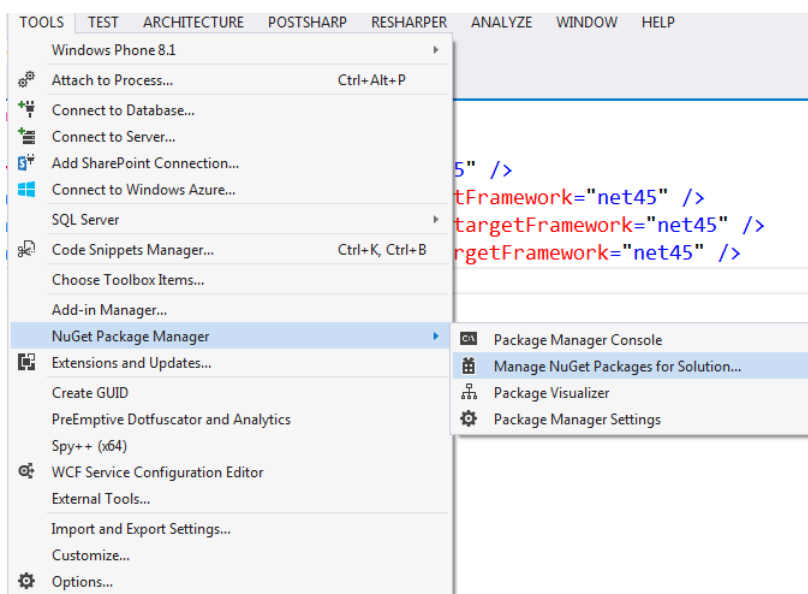 TOOLS TEST ARCHITECTURE POSTSHARP RESHARPER ANALYZE WINDOW HELP
Windows Phone 8.1
Attach to Process... Ctrl+Alt+P
Connect to Database...
Connect to Server...
Add SharePoint Connection...
Connect to Windows Azure...
SQL Server
Code Snippets Manager... Ctrl+K, Ctrl+B
Choose Toolbox Items...
Add-in Manager...
NuGet Package Manager
Extensions and Updates...
Create GUID
PreEmptive Dotfuscator and Analytics
Spy++ (x64)
WCF Service Configuration Editor
External Tools...
Import and Export Settings...
Customize...
Options...
5" />
tFramework="net45" />
targetFramework="net45" />
rgetFramework="net45" />
Package Manager Console
Manage NuGet Packages for Solution...
Package Visualizer
Package Manager Settings